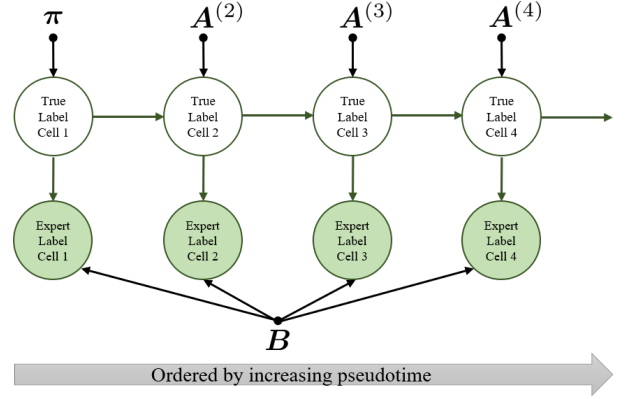 π A(2) A(3) A(4)
True Label Cell 1
True Label Cell 2
True Label Cell 3
True Label Cell 4
Expert Label Cell 1
Expert Label Cell 2
Expert Label Cell 3
Expert Label Cell 4
B
Ordered by increasing pseudotime